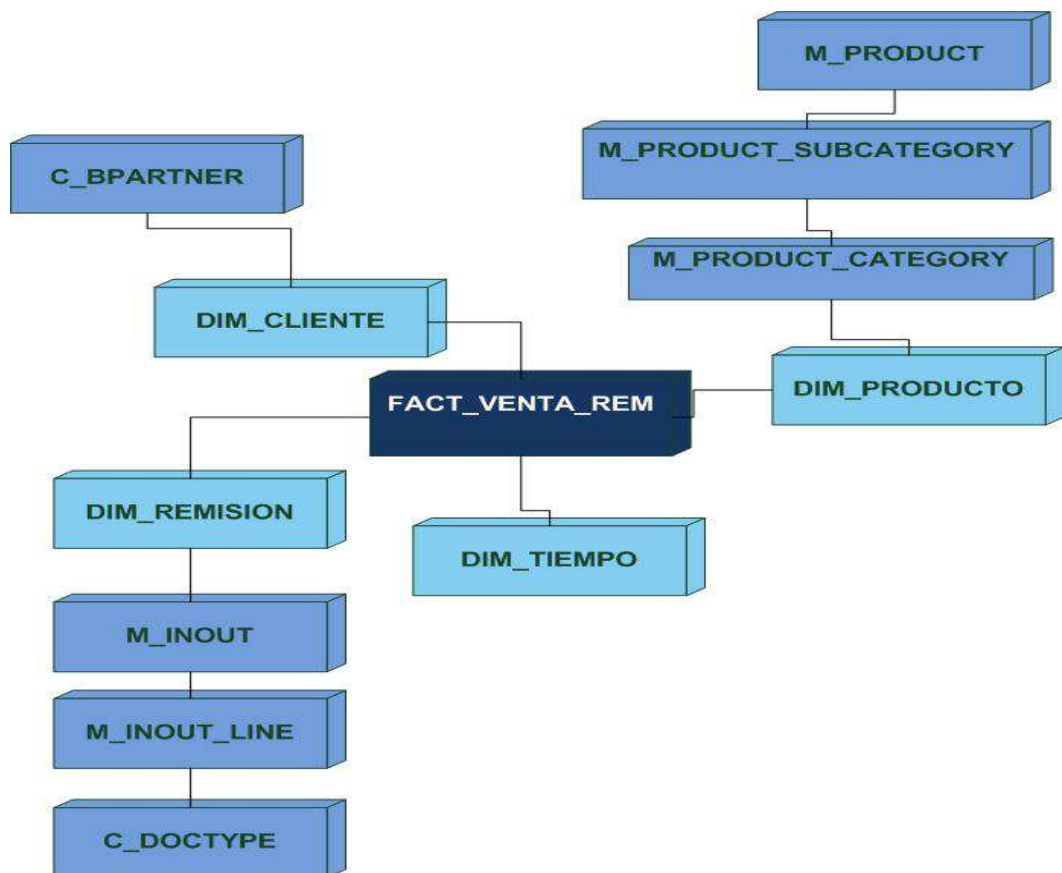 M_PRODUCT
M_PRODUCT_SUBCATEGORY
C_BPARTNER
M_PRODUCT_CATEGORY
DIM_CLIENTE
DIM_PRODUCTO
FACT_VENTA_REM
DIM_REMISION
DIM_TIEMPO
M_INOUT
M_INOUT_LINE
C_DOCTYPE